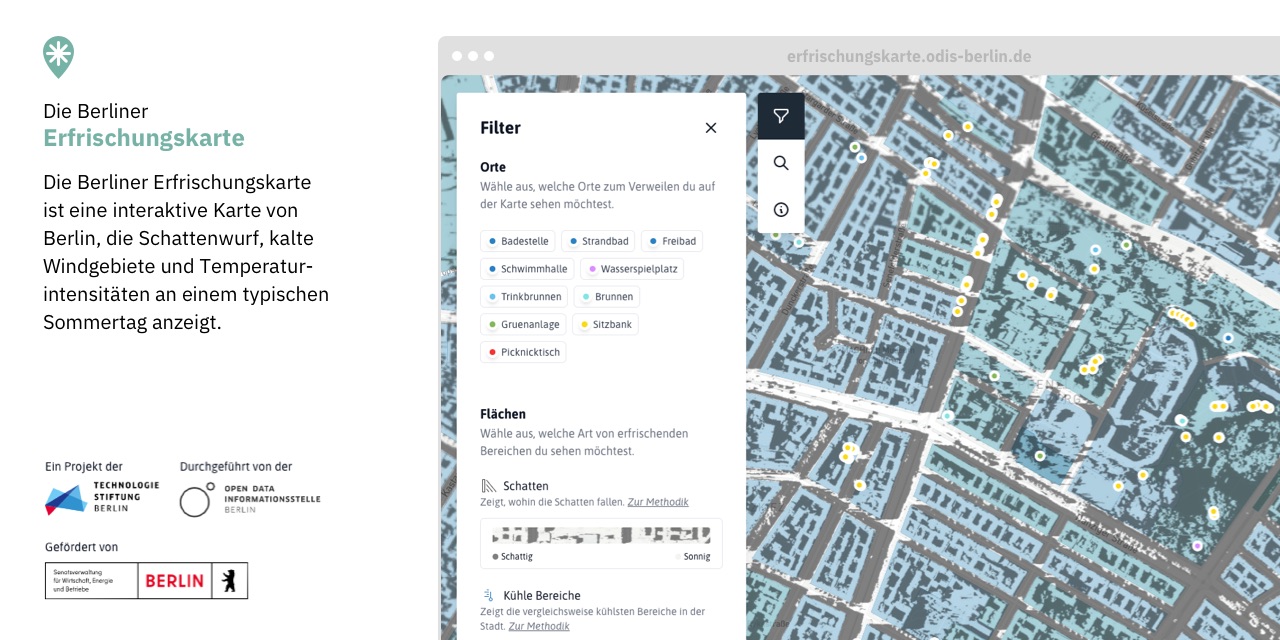 Die Berliner
Erfrischungskarte
Die Berliner Erfrischungskarte
ist eine interaktive Karte von
Berlin, die Schattenwurf, kalte
Windgebiete und Temperatur-
intensitäten an einem typischen
Sommertag anzeigt.
Ein Projekt der
TECHNOLOGIE
STIFTUNG
BERLIN
Durchgeführt von der
OPEN DATA
INFORMATIONSSTELLE
BERLIN
Gefördert von
Senatsverwaltung
für Wirtschaft, Energie
und Betriebe
BERLIN
erfrischungskarte.odis-berlin.de
Filter
Orte
Wähle aus, welche Orte zum Verweilen du auf
der Karte sehen möchtest.
Badestelle Strandbad Freibad
Schwimmhalle Wasserspielplatz
Trinkbrunnen Brunnen
Gruenanlage Sitzbank
Picknicktisch
Flächen
Wähle aus, welche Art von erfrischenden
Bereichen du sehen möchtest.
Schatten
Zeigt, wohin die Schatten fallen. Zur Methodik
Schattig Sonnig
Kühle Bereiche
Zeigt die vergleichsweise kühlsten Bereiche in der
Stadt. Zur Methodik